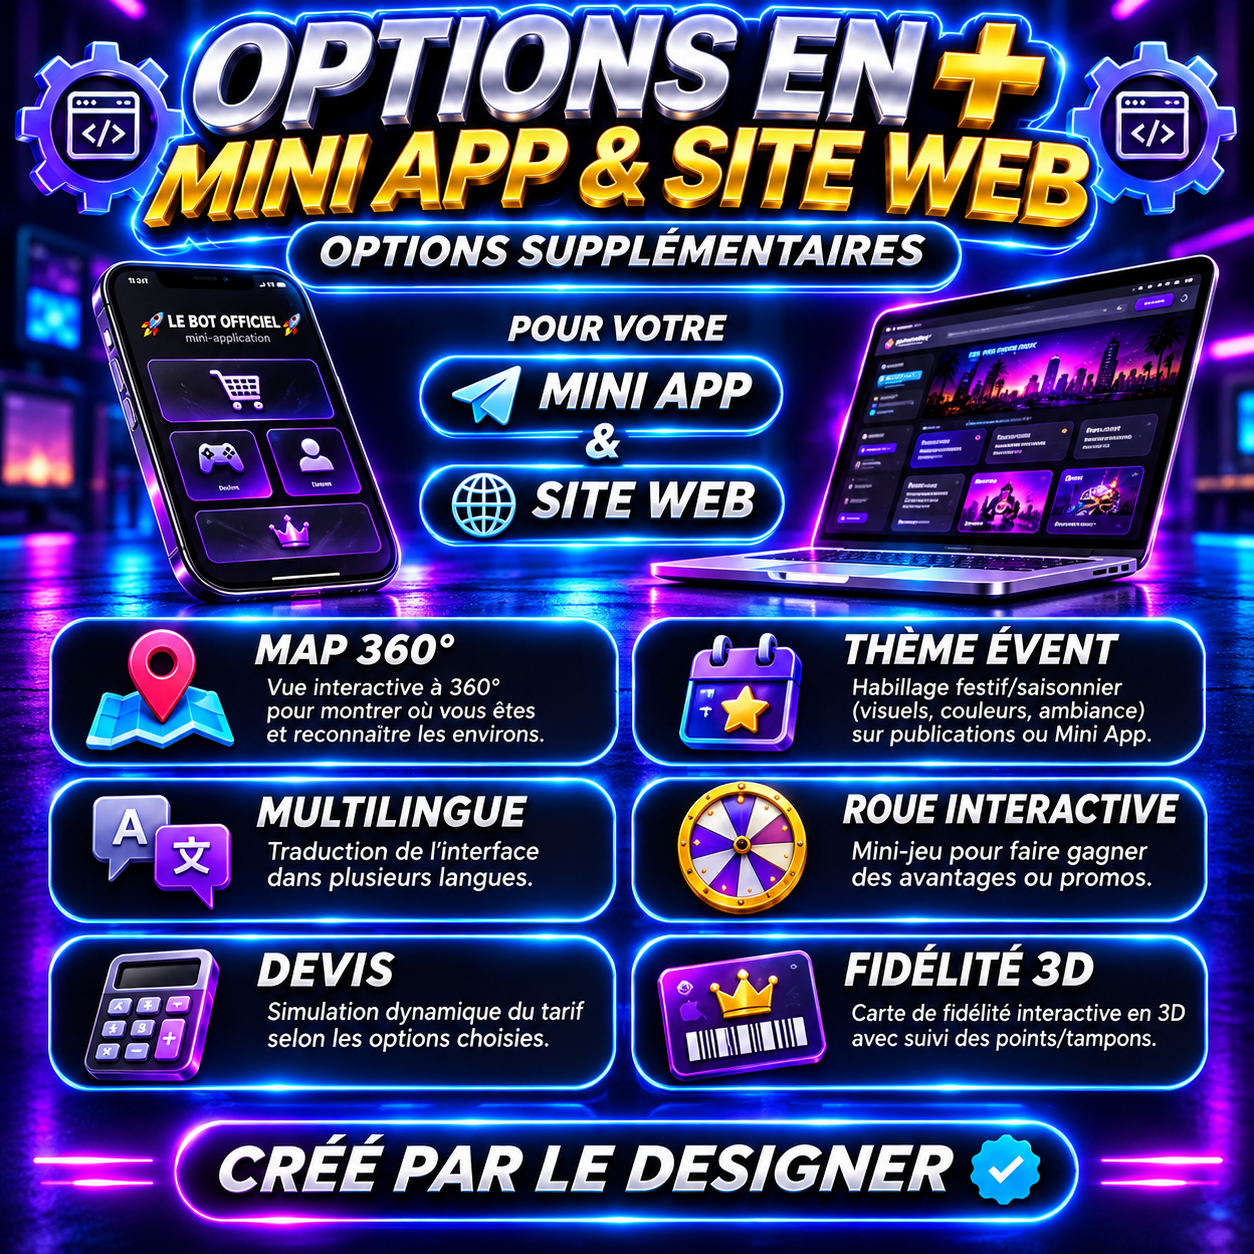 OPTIONS EN +
MINI APP & SITE WEB
OPTIONS SUPPLÉMENTAIRES
POUR VOTRE
MINI APP
&
SITE WEB
LE BOT OFFICIEL
mini-application
MAP 360°
Vue interactive à 360°
pour montrer où vous êtes
et reconnaître les environs.
THÈME ÉVENT
Habillage festif/saisonnier
(visuels, couleurs, ambiance)
sur publications ou Mini App.
A
文
MULTILINGUE
Traduction de l'interface
dans plusieurs langues.
ROUE INTERACTIVE
Mini-jeu pour faire gagner
des avantages ou promos.
DEVIS
Simulation dynamique du tarif
selon les options choisies.
FIDÉLITÉ 3D
Carte de fidélité interactive en 3D
avec suivi des points/tampons.
CRÉÉ PAR LE DESIGNER